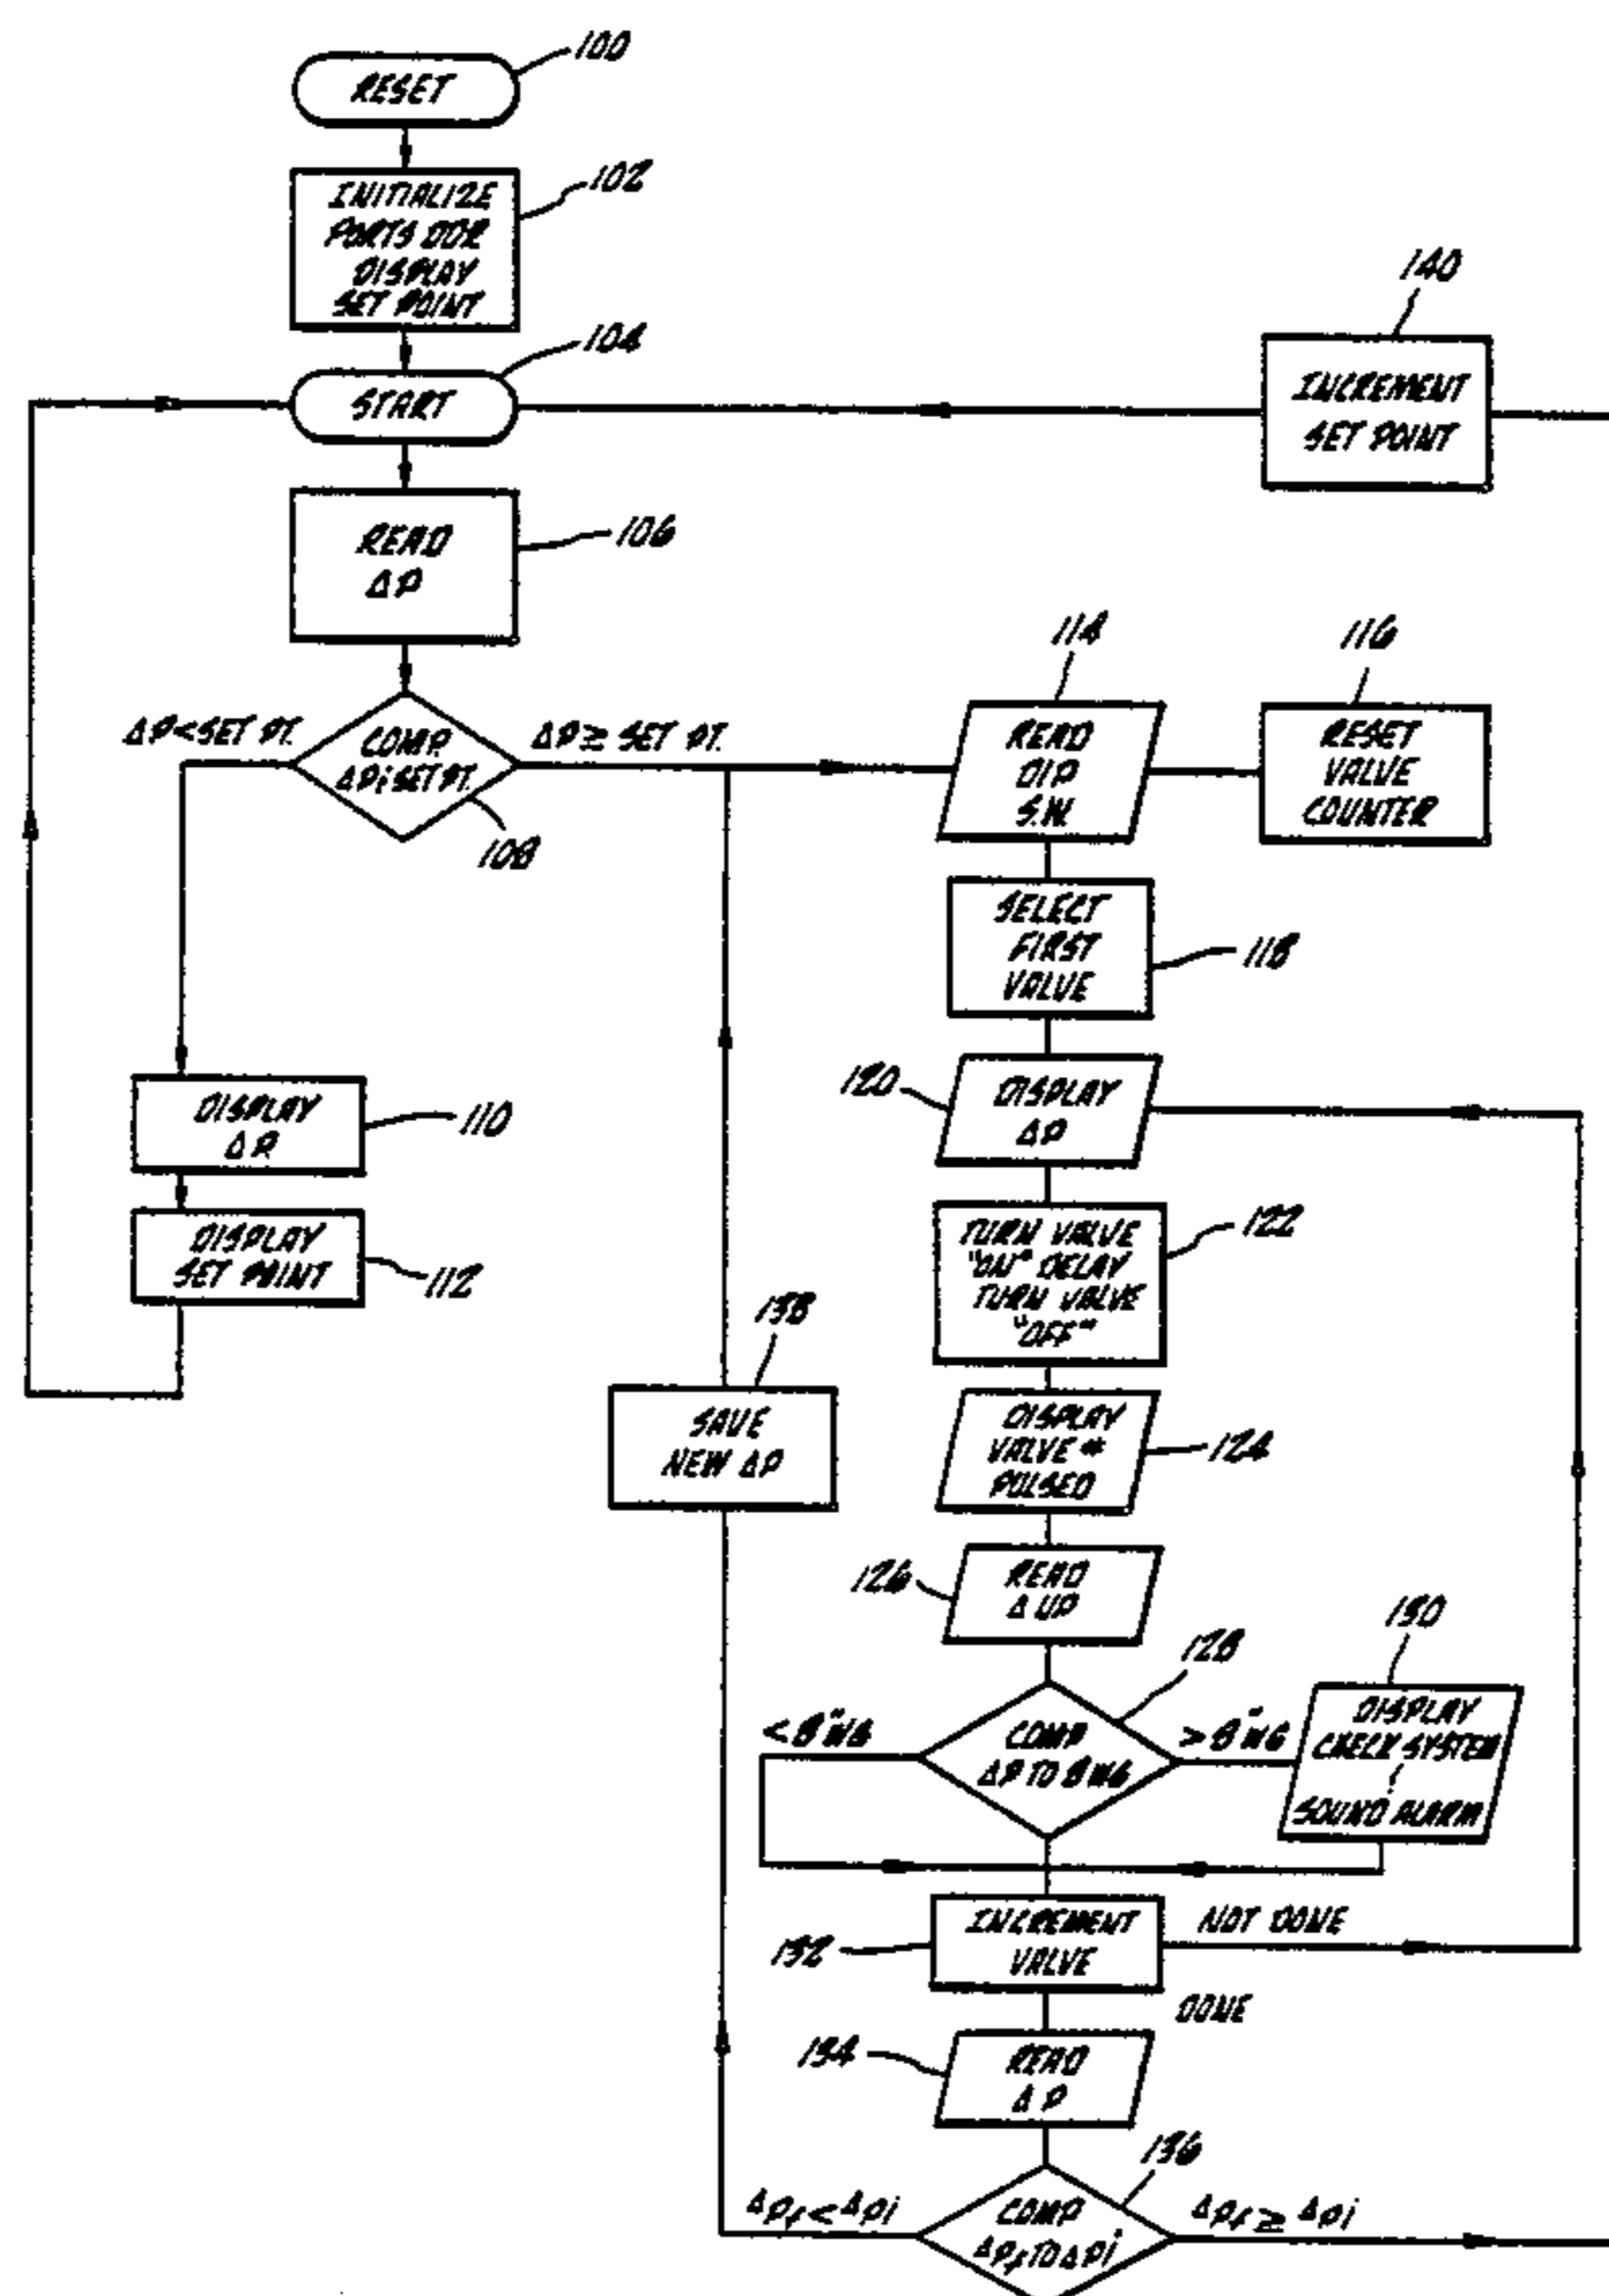 100
RESET
102
INITIALIZE
PORTS DDR
DISPLAY
SET POINT
104
START
140
INCREMENT
SET POINT
106
READ
ΔP
ΔP<SET PT.
COMP.
ΔPi SET PT.
ΔP≥ SET PT.
108
114
READ
DIP
S.W.
116
RESET
VALVE
COUNTER
SELECT
FIRST
VALVE
118
120
DISPLAY
ΔP
DISPLAY
ΔP
110
DISPLAY
SET POINT
112
TURN VALVE
"ON" DELAY
TURN VALVE
"OFF"
122
138
SAVE
NEW ΔP
DISPLAY
VALVE #
PULSED
124
126
READ
Δ UP
128
<8"WG
COMP
ΔP TO 8"WG
>8"WG
130
DISPLAY
CHECK SYSTEM
SOUND ALARM
132
INCREMENT
VALVE
NOT DONE
DONE
134
READ
ΔP
136
ΔPf<ΔPi
COMP
ΔPf TO ΔPi
ΔPf≥ΔPi